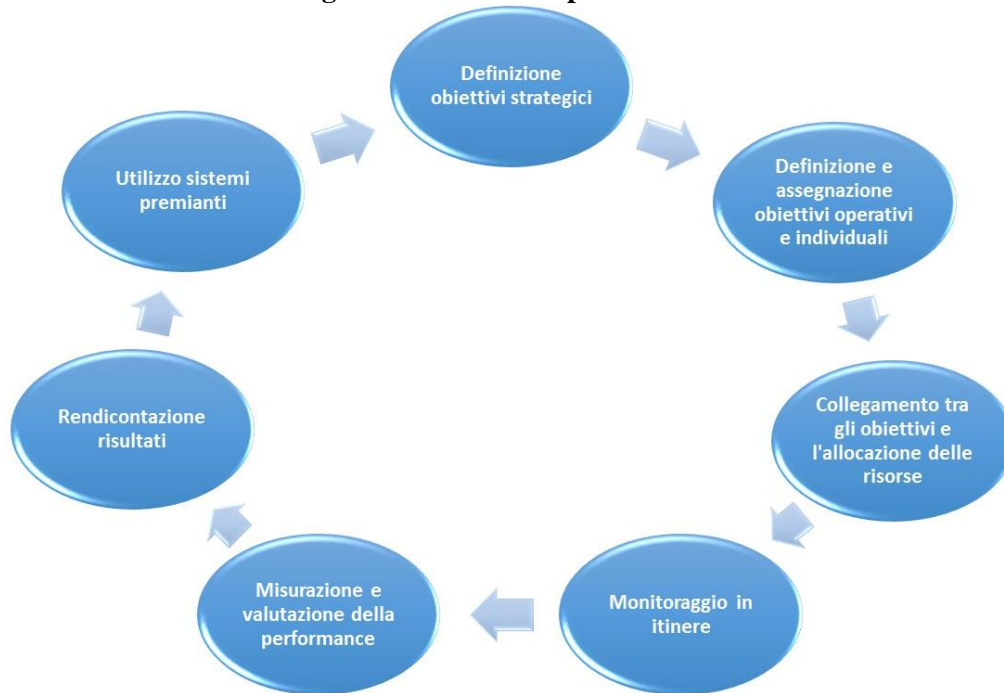 Definizione
obiettivi strategici
Definizione e
assegnazione
obiettivi operativi
e individuali
Collegamento tra
gli obiettivi e
l'allocazione delle
risorse
Monitoraggio in
itinere
Misurazione e
valutazione della
performance
Rendicontazione
risultati
Utilizzo sistemi
premianti